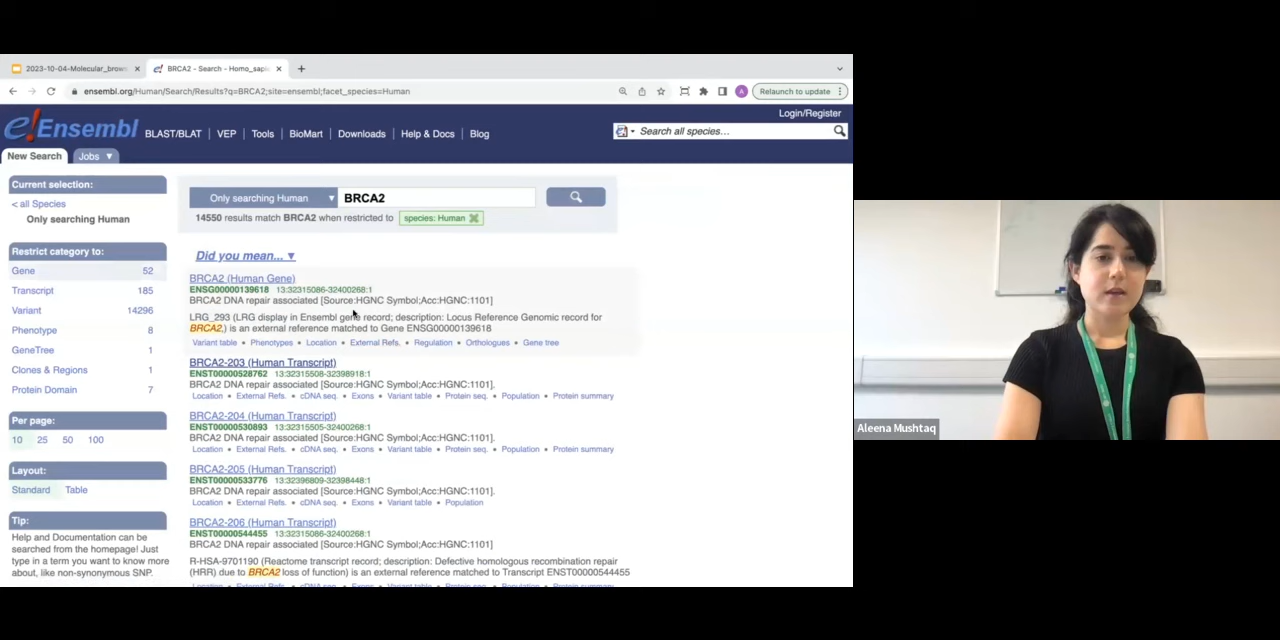 2023-10-04-Molecular_brows
BRCA2 - Search - Homo_sapie
ensembl.org/Human/Search/Results?q=BRCA2;site=ensembl;facet_species=Human
Relaunch to update
A
Login/Register
e!Ensembl
BLAST/BLAT | VEP | Tools | BioMart | Downloads | Help & Docs | Blog
Search all species...
New Search
Jobs ▼
Current selection:
< all Species
Only searching Human
Restrict category to:
Gene 52
Transcript 185
Variant 14296
Phenotype 8
GeneTree 1
Clones & Regions 1
Protein Domain 7
Per page:
10 25 50 100
Layout:
Standard Table
Tip:
Help and Documentation can be
searched from the homepage! Just
type in a term you want to know more
about, like non-synonymous SNP.
Only searching Human ▼ BRCA2
14550 results match BRCA2 when restricted to species: Human
Did you mean... ▼
BRCA2 (Human Gene)
ENSG00000139618 13:32315086-32400268:1
BRCA2 DNA repair associated [Source:HGNC Symbol;Acc:HGNC:1101]
LRG_293 (LRG display in Ensembl gene record; description: Locus Reference Genomic record for
BRCA2,) is an external reference matched to Gene ENSG00000139618
Variant table • Phenotypes • Location • External Refs. • Regulation • Orthologues • Gene tree
BRCA2-203 (Human Transcript)
ENST00000528762 13:32315508-32398918:1
BRCA2 DNA repair associated [Source:HGNC Symbol;Acc:HGNC:1101].
Location • External Refs. • cDNA seq. • Exons • Variant table • Protein seq. • Population • Protein summary
BRCA2-204 (Human Transcript)
ENST00000530893 13:32315505-32400268:1
BRCA2 DNA repair associated [Source:HGNC Symbol;Acc:HGNC:1101].
Location • External Refs. • cDNA seq. • Exons • Variant table • Protein seq. • Population • Protein summary
BRCA2-205 (Human Transcript)
ENST00000533776 13:32396809-32398448:1
BRCA2 DNA repair associated [Source:HGNC Symbol;Acc:HGNC:1101].
Location • External Refs. • cDNA seq. • Exons • Variant table • Population
BRCA2-206 (Human Transcript)
ENST00000544455 13:32315086-32400268:1
BRCA2 DNA repair associated [Source:HGNC Symbol;Acc:HGNC:1101]
R-HSA-9701190 (Reactome transcript record; description: Defective homologous recombination repair
(HRR) due to BRCA2 loss of function) is an external reference matched to Transcript ENST00000544455
Aleena Mushtaq